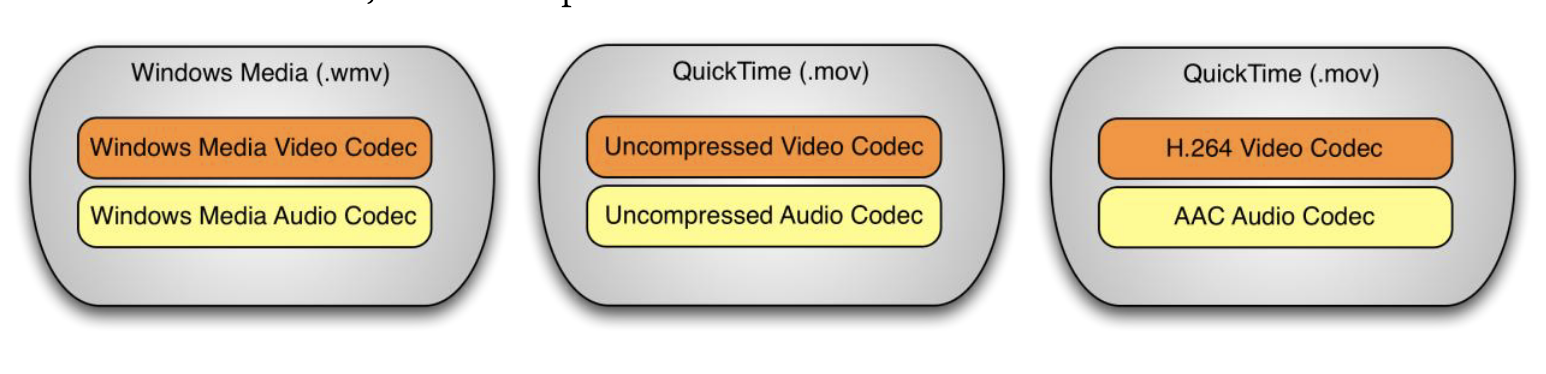 Windows Media (.wmv)
Windows Media Video Codec
Windows Media Audio Codec
QuickTime (.mov)
Uncompressed Video Codec
Uncompressed Audio Codec
QuickTime (.mov)
H.264 Video Codec
AAC Audio Codec